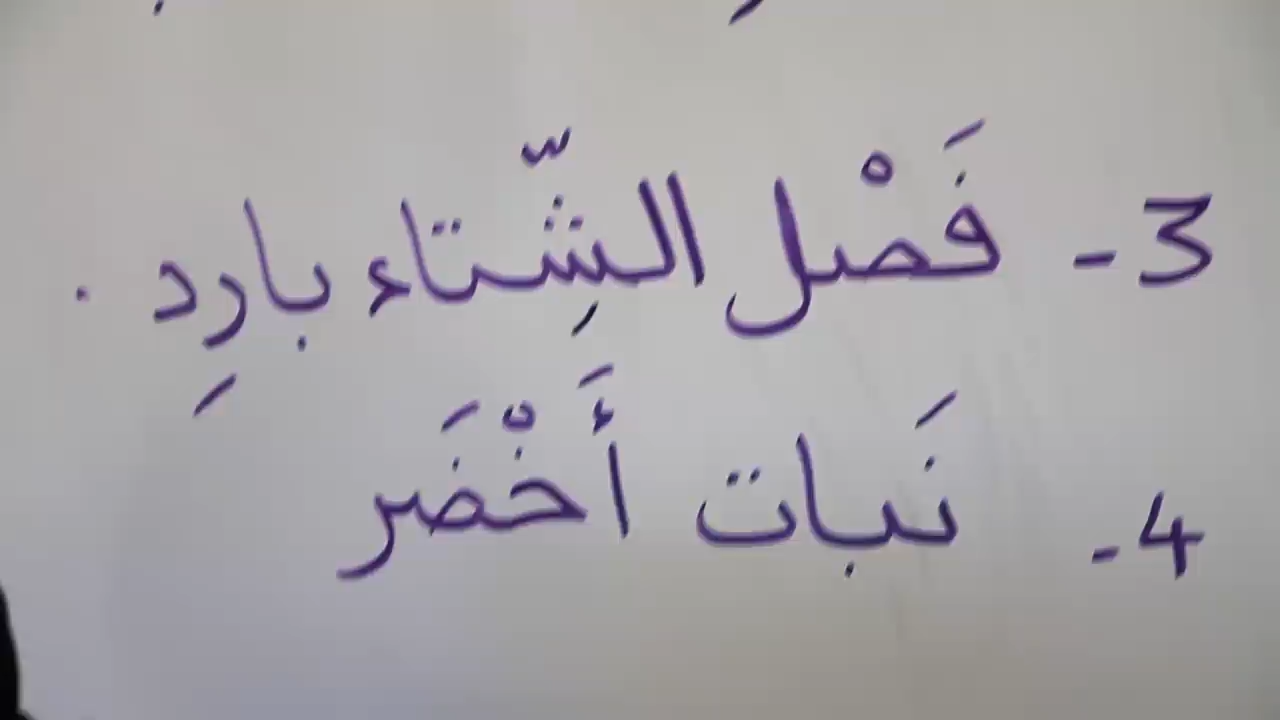 3- فَصْل الشِّتاء بارِد .
4- نَبات أَخْضَر